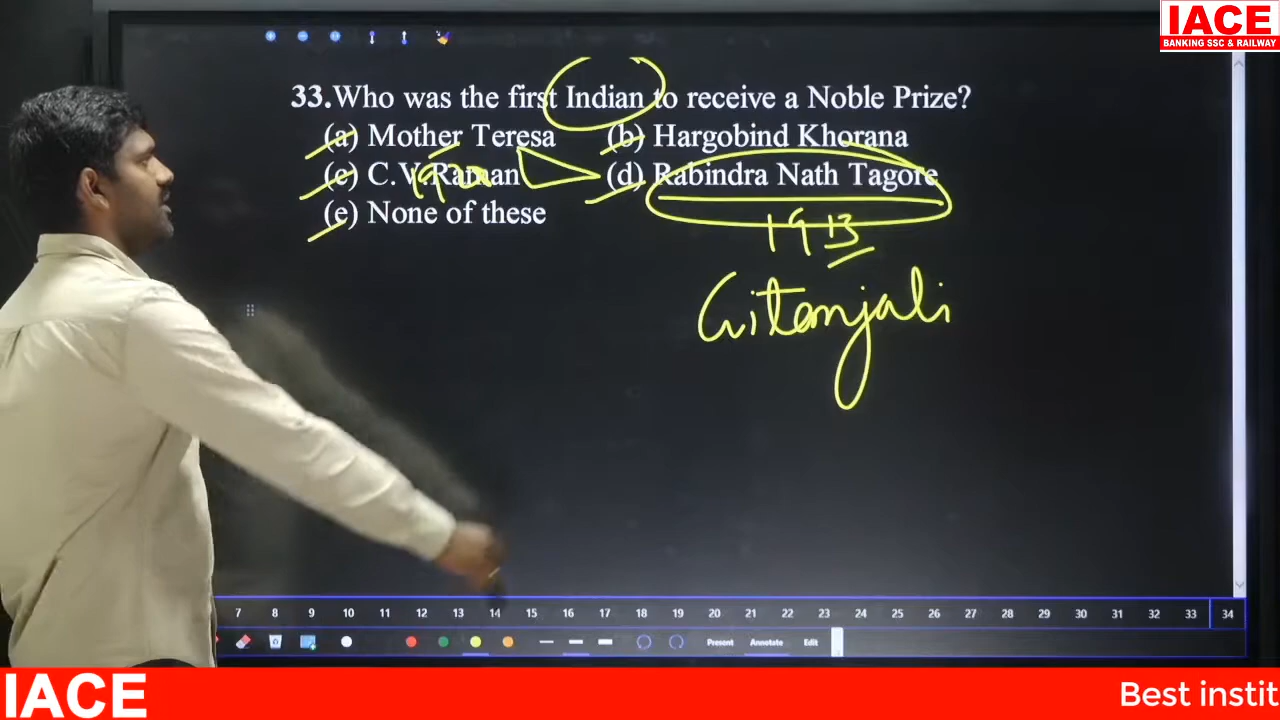 IACE
BANKING SSC & RAILWAY
33.Who was the first Indian to receive a Noble Prize?
(a) Mother Teresa (b) Hargobind Khorana
(c) C.V.Raman (d) Rabindra Nath Tagore
(e) None of these
1913
Gitanjali
7 8 9 10 11 12 13 14 15 16 17 18 19 20 21 22 23 24 25 26 27 28 29 30 31 32 33 34
Present Annotate Edit
IACE Best instit